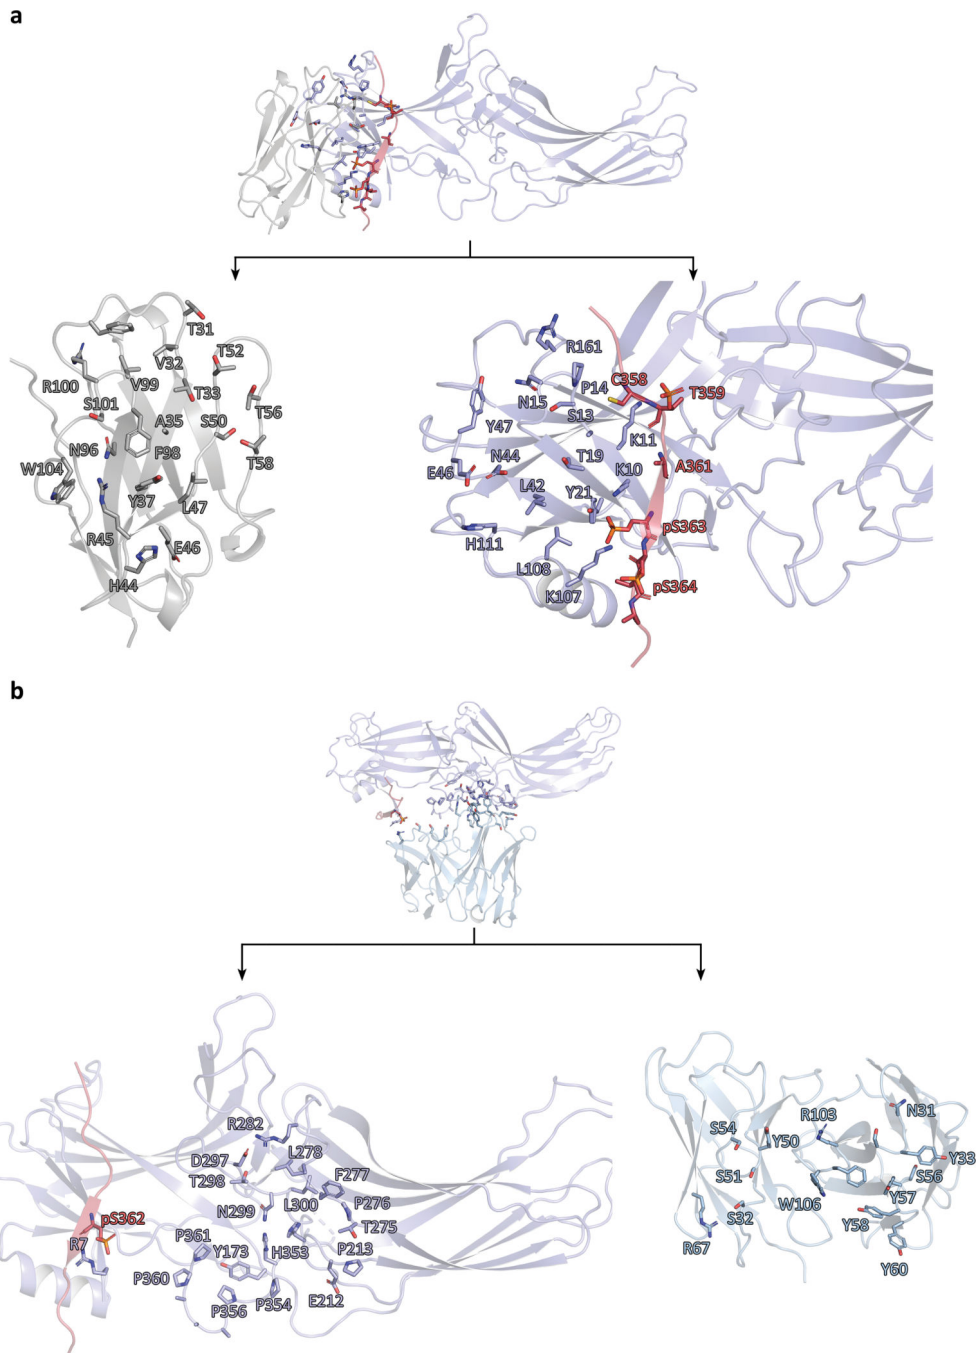 a
T31
V32
T52
R100
V99
T33
S101
A35
S50
T56
N96
F98
T58
W104
Y37
L47
R45
E46
H44
R161
P14
C358
T359
N15
S13
Y47
K11
N44
T19
A361
E46
L42
Y21
K10
pS363
H111
L108
K107
pS364
b
R282
D297
L278
T298
F277
L300
P276
N299
T275
pS362
R7
P361
Y173
H353
P213
P360
P356
P354
E212
R103
N31
S54
Y50
Y33
S51
S56
W106
Y57
S32
Y58
R67
Y60